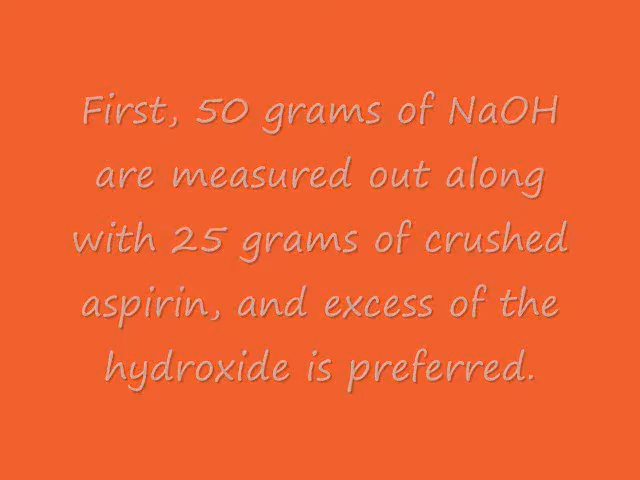 First, 50 grams of NaOH
are measured out along
with 25 grams of crushed
aspirin, and excess of the
hydroxide is preferred.